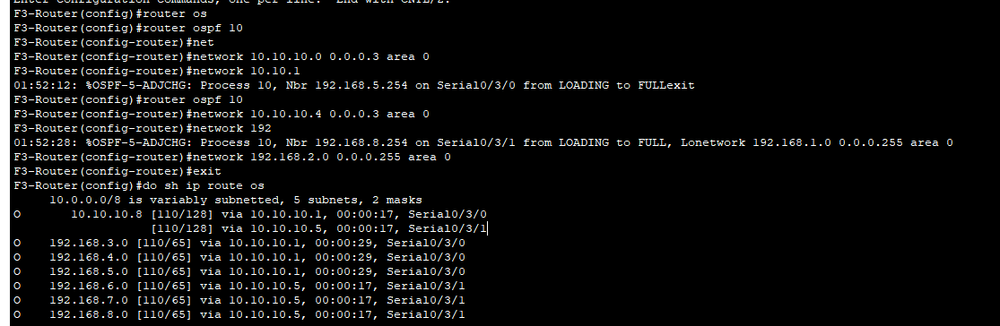 Enter configuration commands, one per line.  End with CNTL/Z.
F3-Router(config)#router os
F3-Router(config)#router ospf 10
F3-Router(config-router)#net
F3-Router(config-router)#network 10.10.10.0 0.0.0.3 area 0
F3-Router(config-router)#network 10.10.1
01:52:12: %OSPF-5-ADJCHG: Process 10, Nbr 192.168.5.254 on Serial0/3/0 from LOADING to FULLexit
F3-Router(config-router)#router ospf 10
F3-Router(config-router)#network 10.10.10.4 0.0.0.3 area 0
F3-Router(config-router)#network 192
01:52:28: %OSPF-5-ADJCHG: Process 10, Nbr 192.168.8.254 on Serial0/3/1 from LOADING to FULL, Lonetwork 192.168.1.0 0.0.0.255 area 0
F3-Router(config-router)#network 192.168.2.0 0.0.0.255 area 0
F3-Router(config-router)#exit
F3-Router(config)#do sh ip route os
     10.0.0.0/8 is variably subnetted, 5 subnets, 2 masks
O       10.10.10.8 [110/128] via 10.10.10.1, 00:00:17, Serial0/3/0
                   [110/128] via 10.10.10.5, 00:00:17, Serial0/3/1
O    192.168.3.0 [110/65] via 10.10.10.1, 00:00:29, Serial0/3/0
O    192.168.4.0 [110/65] via 10.10.10.1, 00:00:29, Serial0/3/0
O    192.168.5.0 [110/65] via 10.10.10.1, 00:00:29, Serial0/3/0
O    192.168.6.0 [110/65] via 10.10.10.5, 00:00:17, Serial0/3/1
O    192.168.7.0 [110/65] via 10.10.10.5, 00:00:17, Serial0/3/1
O    192.168.8.0 [110/65] via 10.10.10.5, 00:00:17, Serial0/3/1